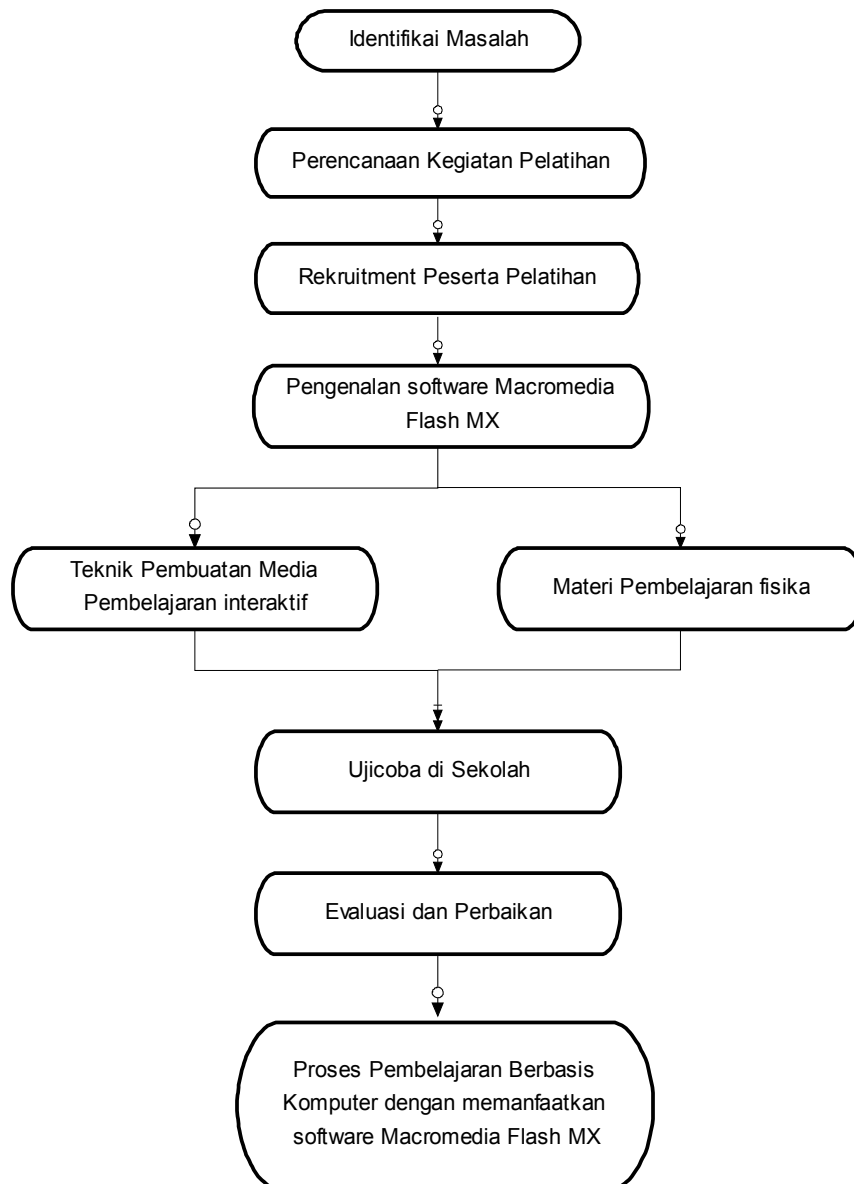 Identifikai Masalah
Perencanaan Kegiatan Pelatihan
Rekruitment Peserta Pelatihan
Pengenalan software Macromedia
Flash MX
Teknik Pembuatan Media
Pembelajaran interaktif
Materi Pembelajaran fisika
Ujicoba di Sekolah
Evaluasi dan Perbaikan
Proses Pembelajaran Berbasis
Komputer dengan memanfaatkan
software Macromedia Flash MX